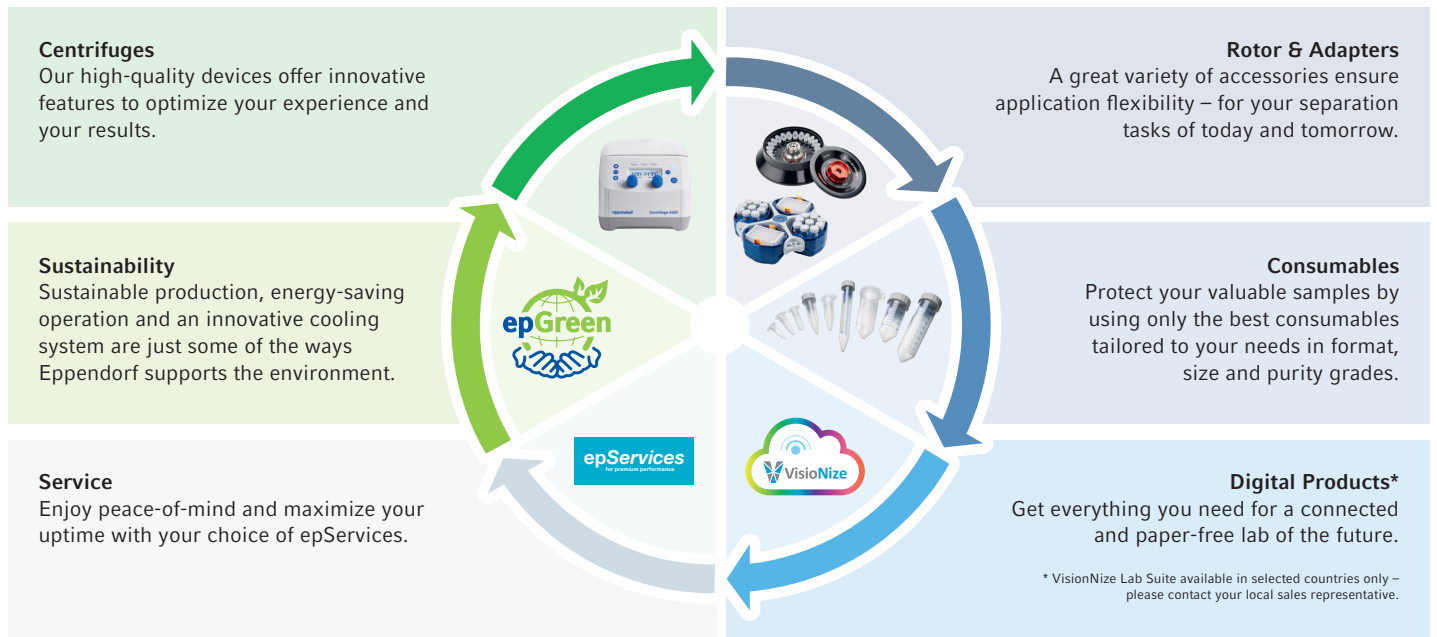 Centrifuges
Our high-quality devices offer innovative
features to optimize your experience and
your results.
Rotor & Adapters
A great variety of accessories ensure
application flexibility – for your separation
tasks of today and tomorrow.
eppendorf
Sustainability
Sustainable production, energy-saving
operation and an innovative cooling
system are just some of the ways
Eppendorf supports the environment.
epGreen
Consumables
Protect your valuable samples by
using only the best consumables
tailored to your needs in format,
size and purity grades.
Service
Enjoy peace-of-mind and maximize your
uptime with your choice of epServices.
epServices
for premium performance
VisioNize
Digital Products*
Get everything you need for a connected
and paper-free lab of the future.
* VisionNize Lab Suite available in selected countries only –
please contact your local sales representative.